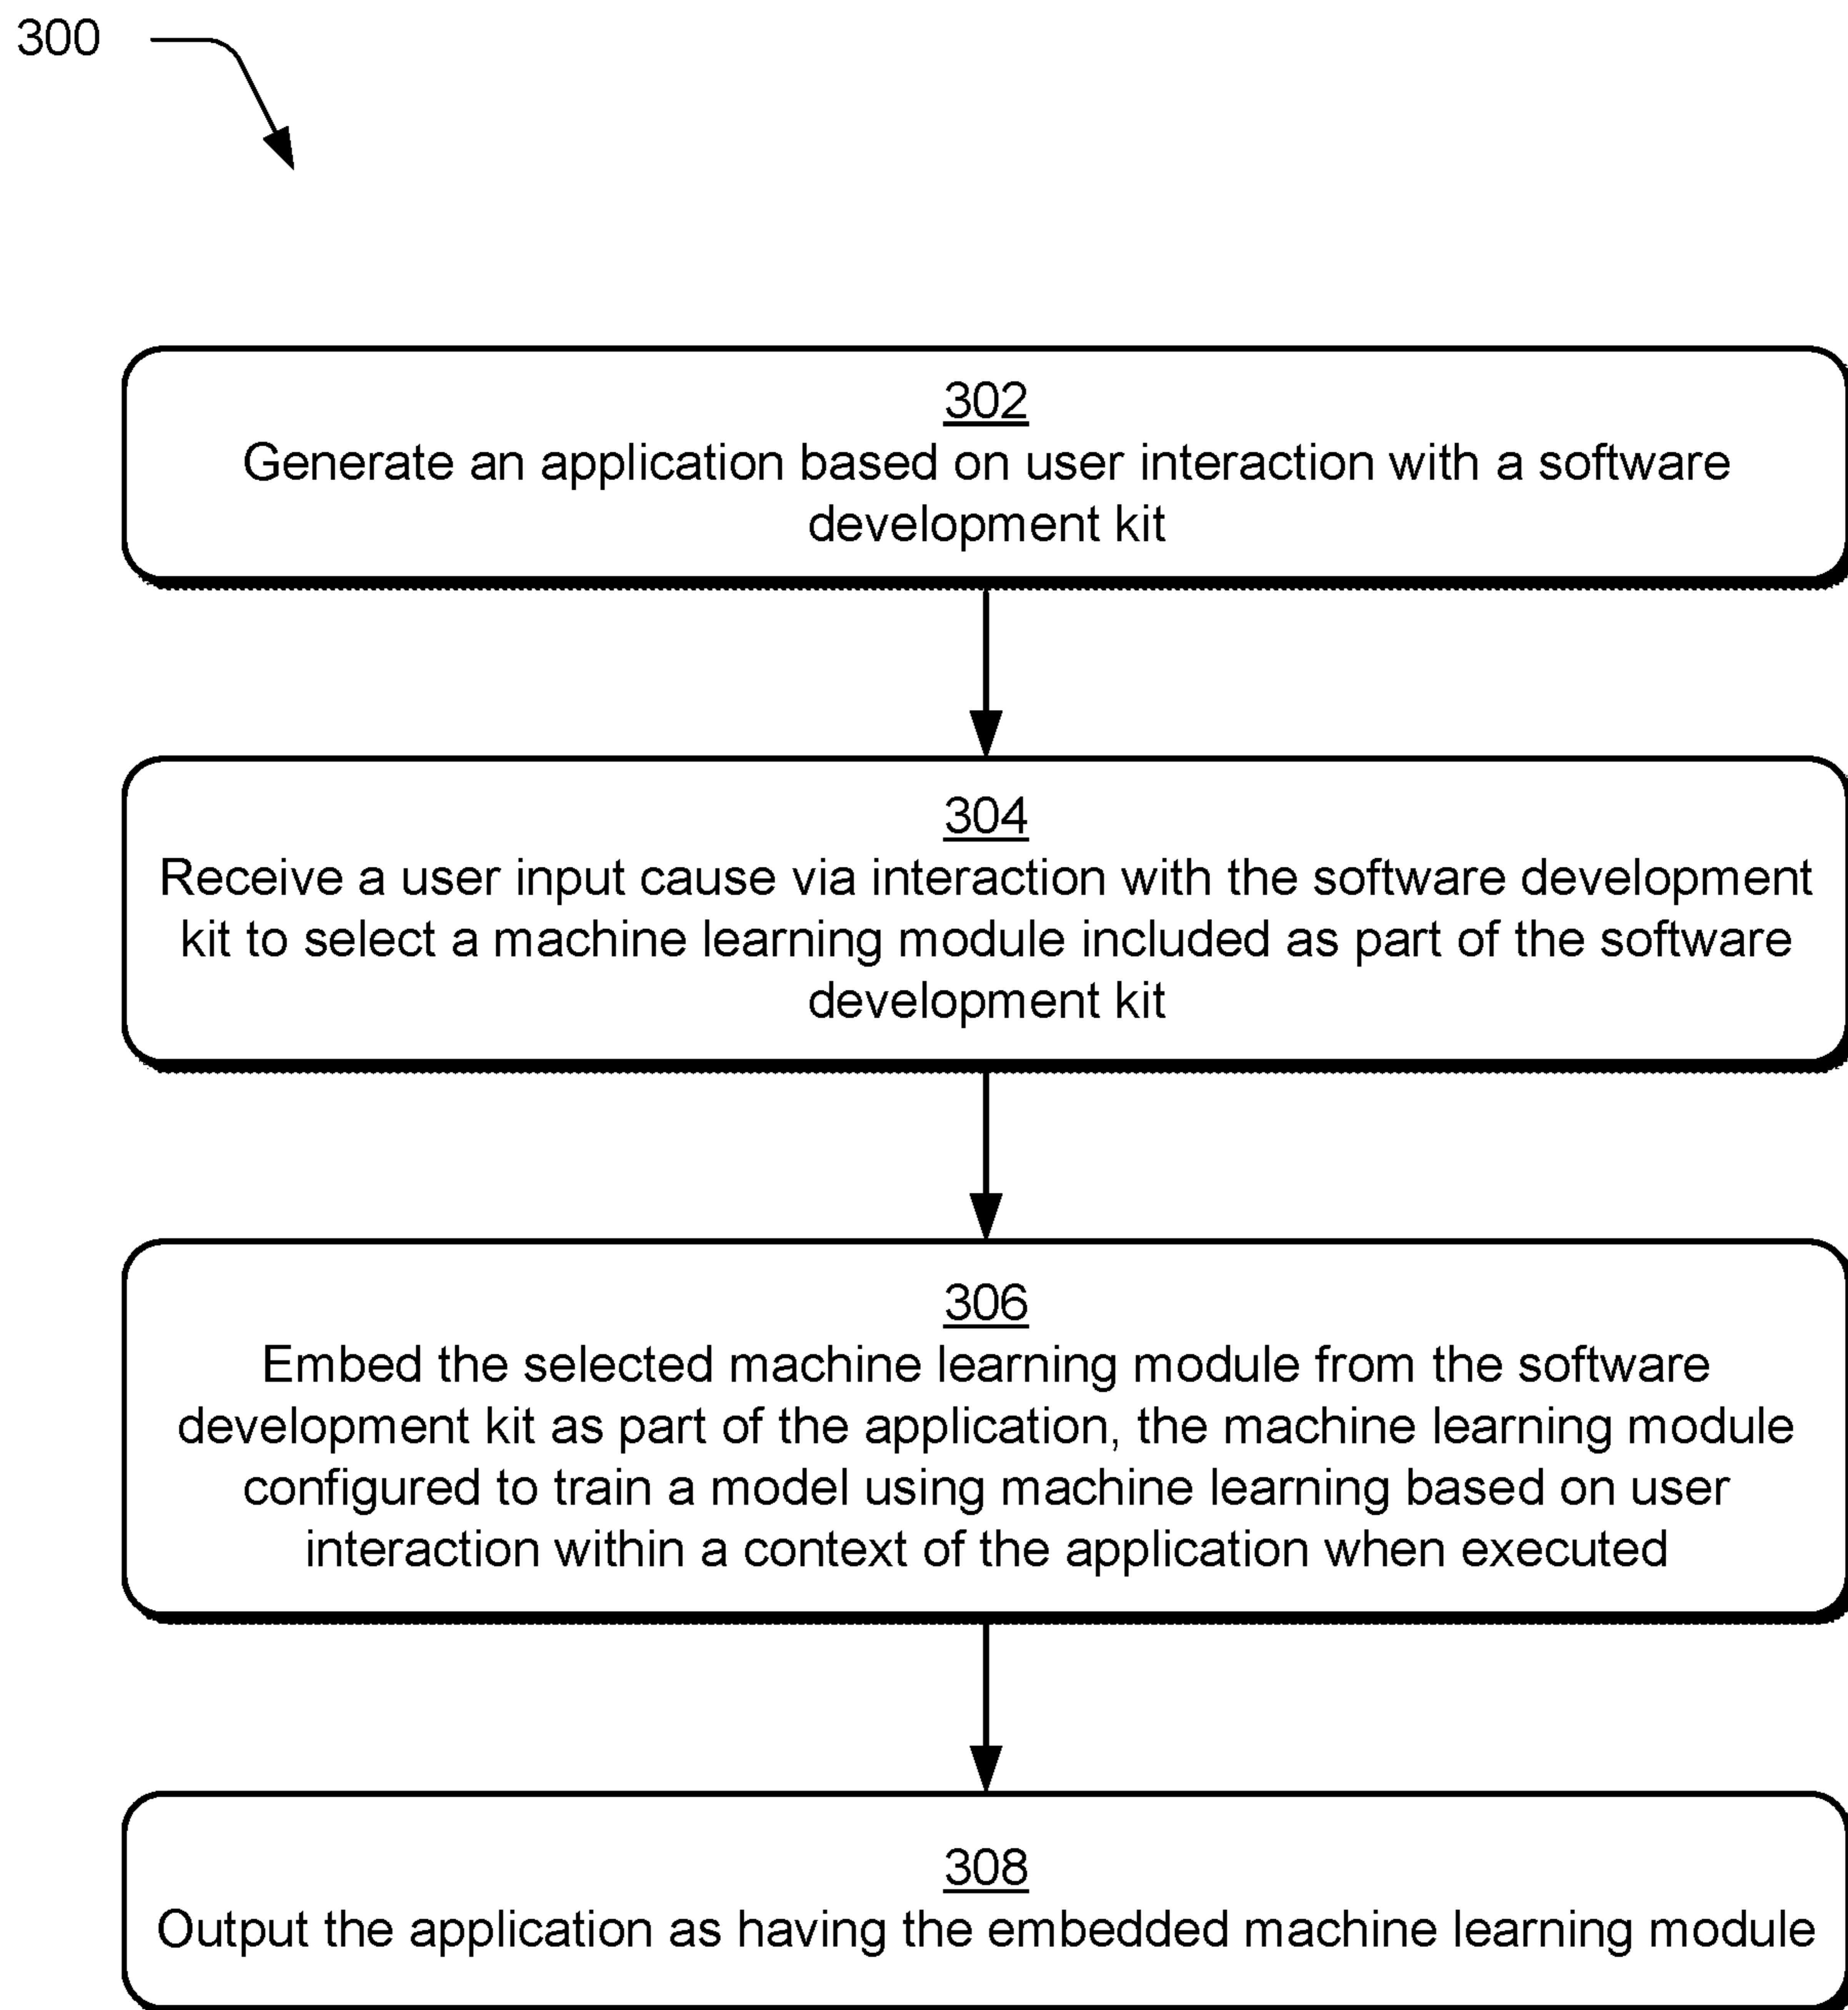 300
302
Generate an application based on user interaction with a software
development kit
304
Receive a user input cause via interaction with the software development
kit to select a machine learning module included as part of the software
development kit
306
Embed the selected machine learning module from the software
development kit as part of the application, the machine learning module
configured to train a model using machine learning based on user
interaction within a context of the application when executed
308
Output the application as having the embedded machine learning module